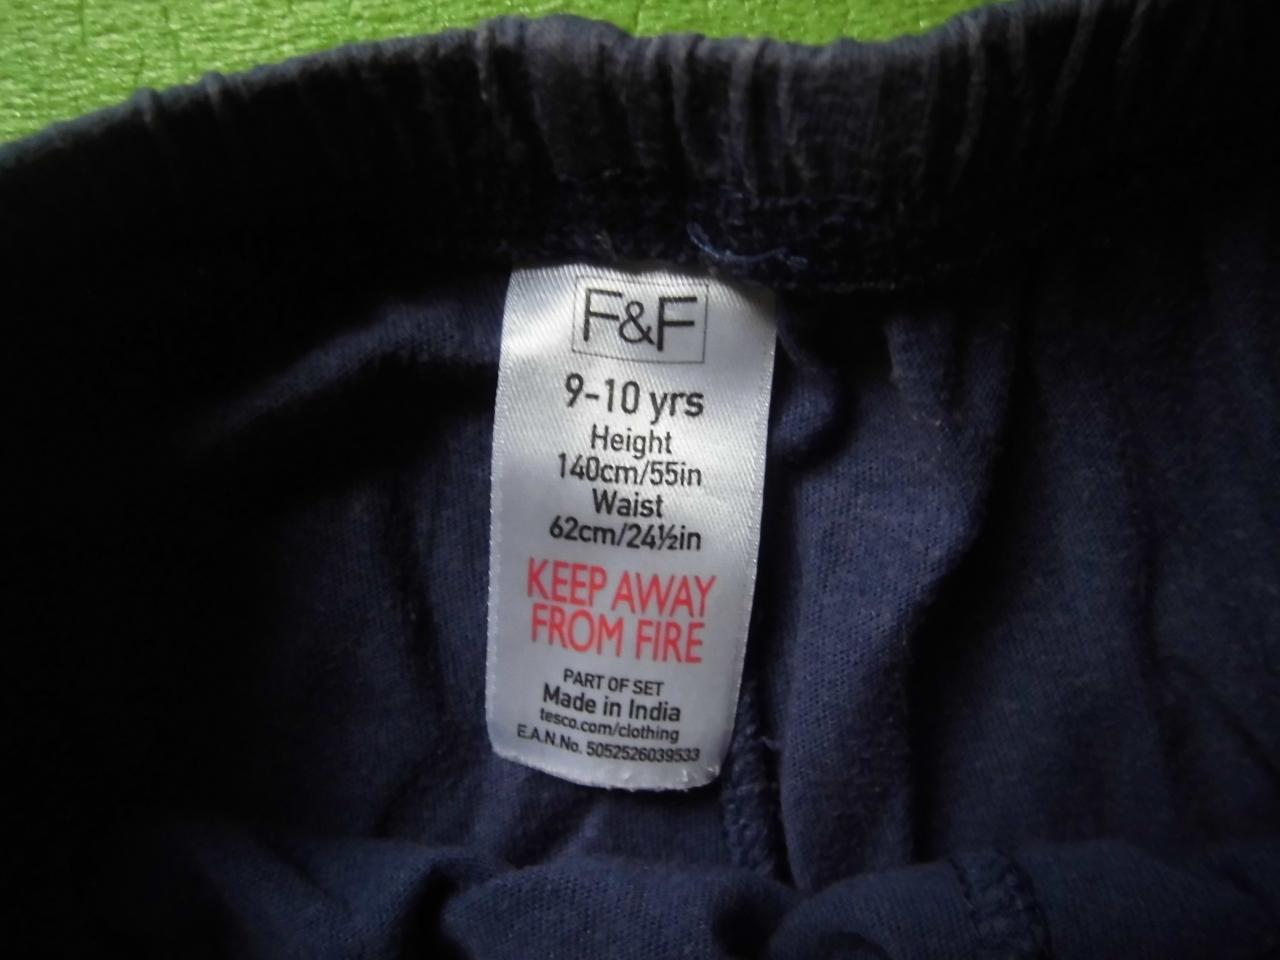 F&F
9-10 yrs
Height
140cm/55in
Waist
62cm/24½in
KEEP AWAY
FROM FIRE
PART OF SET
Made in India
tesco.com/clothing
E.A.N.No. 5052526039533